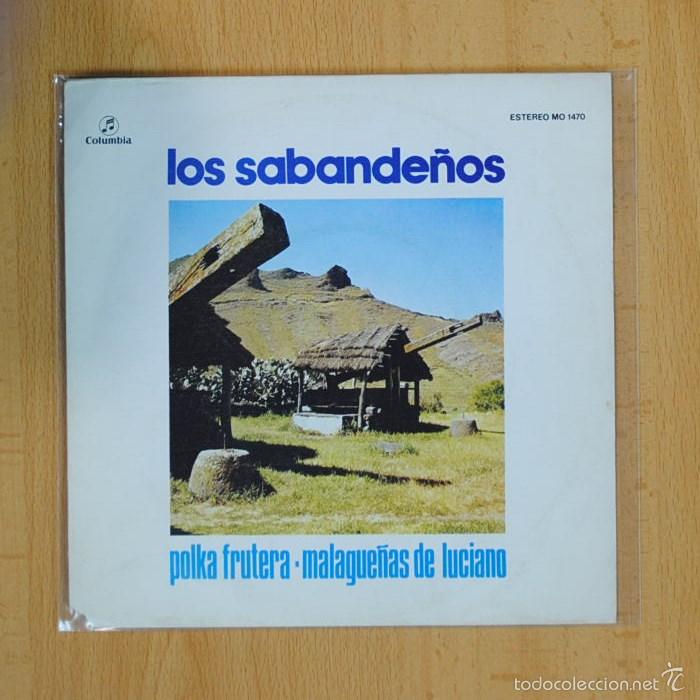 ESTEREO MO 1470
Columbia
los sabandeños
polka frutera · malagueñas de luciano
todocoleccion.net